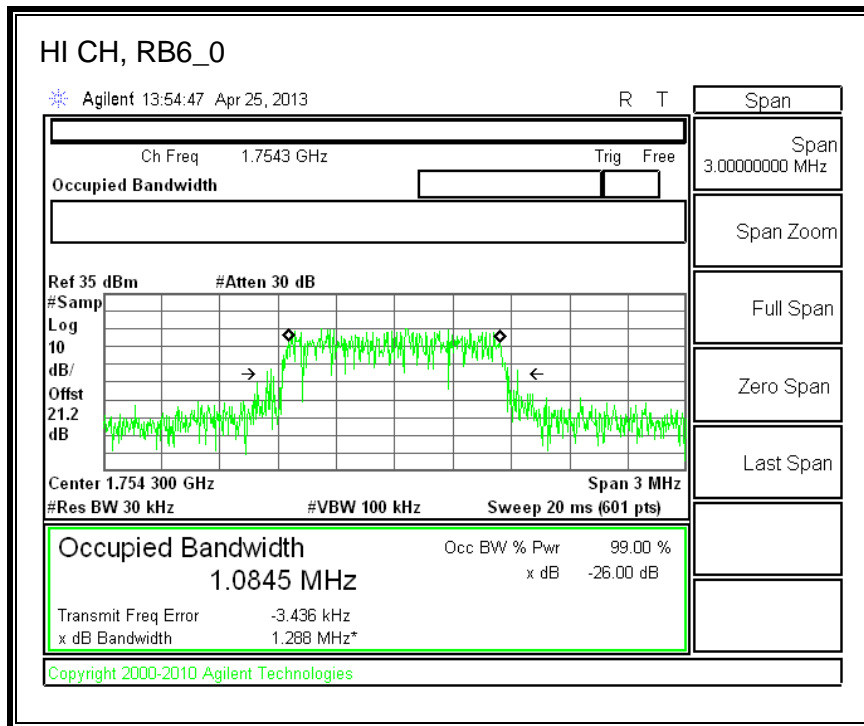 HI CH, RB6_0
Agilent 13:54:47 Apr 25, 2013 R T
Span
Ch Freq 1.7543 GHz Trig Free
Occupied Bandwidth
Span
3.00000000 MHz
Span Zoom
Full Span
Zero Span
Last Span
Ref 35 dBm #Atten 30 dB
#Samp
Log
10
dB/
Offst
21.2
dB
Center 1.754 300 GHz Span 3 MHz
#Res BW 30 kHz #VBW 100 kHz Sweep 20 ms (601 pts)
Occupied Bandwidth Occ BW % Pwr 99.00 %
1.0845 MHz x dB -26.00 dB
Transmit Freq Error -3.436 kHz
x dB Bandwidth 1.288 MHz*
Copyright 2000-2010 Agilent Technologies